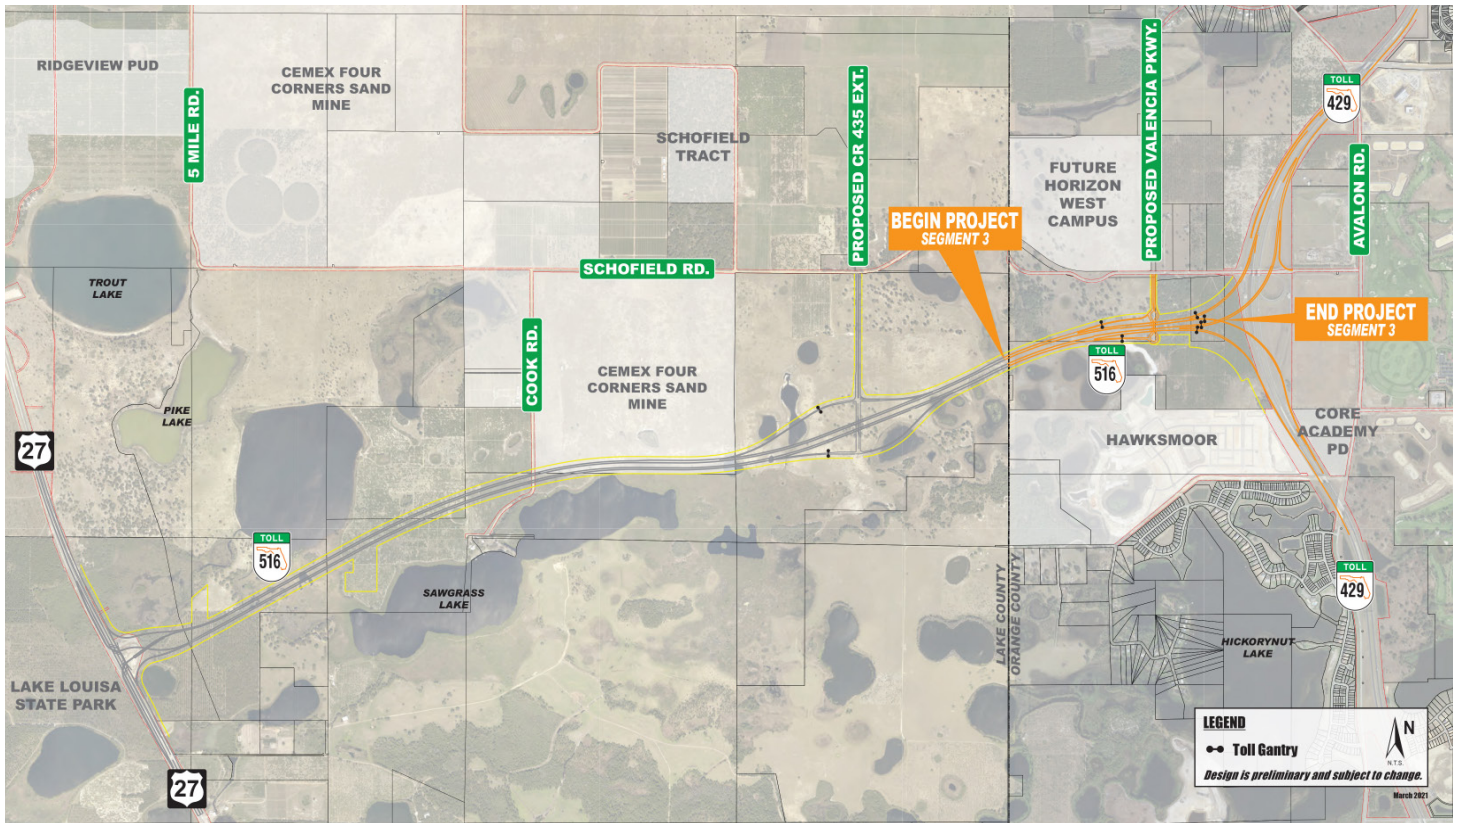 RIDGEVIEW PUD
5 MILE RD.
CEMEX FOUR
CORNERS SAND
MINE
SCHOFIELD
TRACT
PROPOSED CR 435 EXT.
BEGIN PROJECT
SEGMENT 3
FUTURE
HORIZON
WEST
CAMPUS
PROPOSED VALENCIA PKWY.
TOLL
429
AVALON RD.
TROUT
LAKE
SCHOFIELD RD.
END PROJECT
SEGMENT 3
COOK RD.
CEMEX FOUR
CORNERS SAND
MINE
TOLL
516
PIKE
LAKE
27
HAWKSMOOR
CORE
ACADEMY
PD
TOLL
516
SAWGRASS
LAKE
LAKE COUNTY
ORANGE COUNTY
TOLL
429
HICKORYNUT
LAKE
LAKE LOUISA
STATE PARK
27
LEGEND
Toll Gantry
N
N.T.S.
Design is preliminary and subject to change.
March 2021